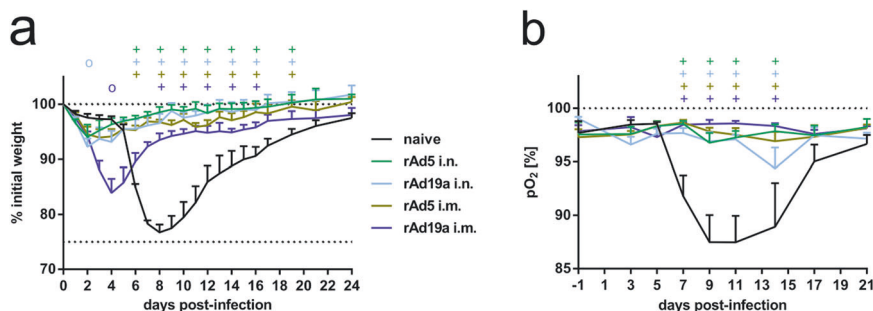 a
b
o
+ + + + + + +
+ + + + + + +
+ + + + + + +
o
+ + + + +
+ + + +
+ + + +
+ + + +
+ + + +
% initial weight
100
90
80
70
0 2 4 6 8 10 12 14 16 18 20 22 24
days post-infection
naive
rAd5 i.n.
rAd19a i.n.
rAd5 i.m.
rAd19a i.m.
pO2 [%]
100
95
90
85
-1 1 3 5 7 9 11 13 15 17 19 21
days post-infection